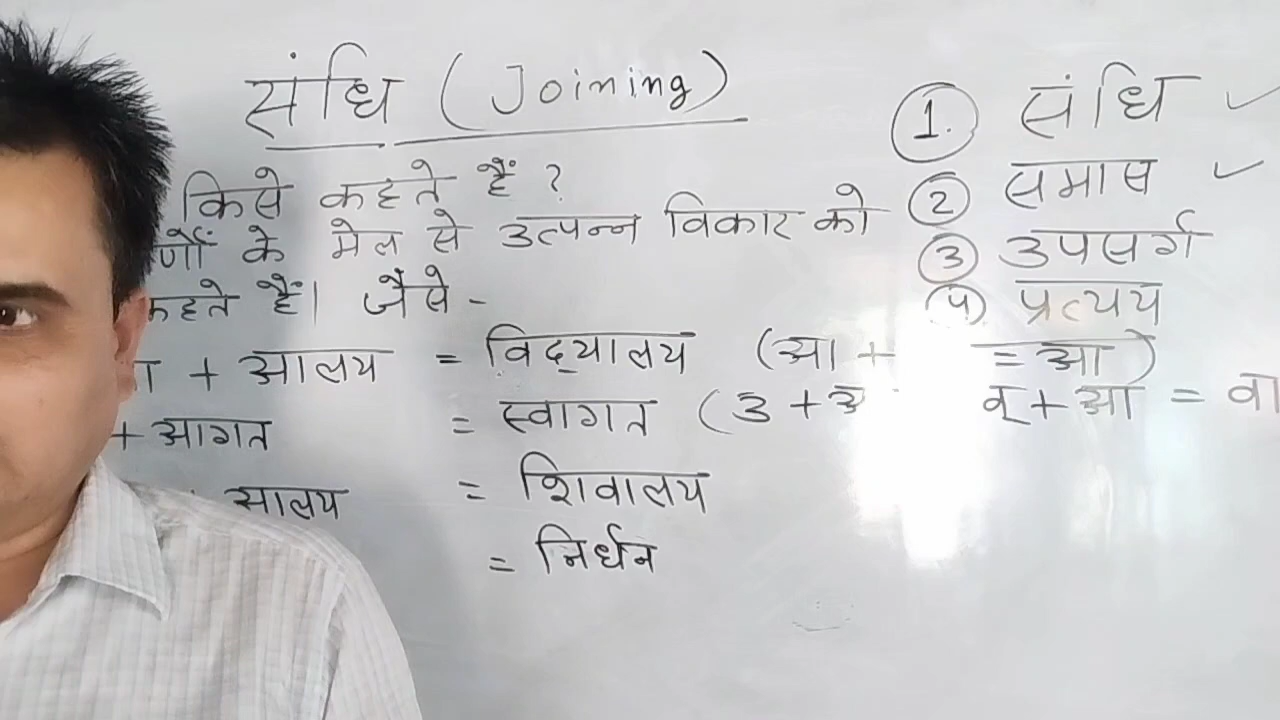 संधि (Joining)
किसे कहते हैं ?
र्णों के मेल से उत्पन्न विकार को
कहते हैं। जैसे -
ा + आलय = विद्यालय (आ + = आ)
+ आगत = स्वागत (उ + व् + आ = वा
आलय = शिवालय
= निर्धन
1. संधि ✓
2 समास ✓
3 उपसर्ग
4 प्रत्यय